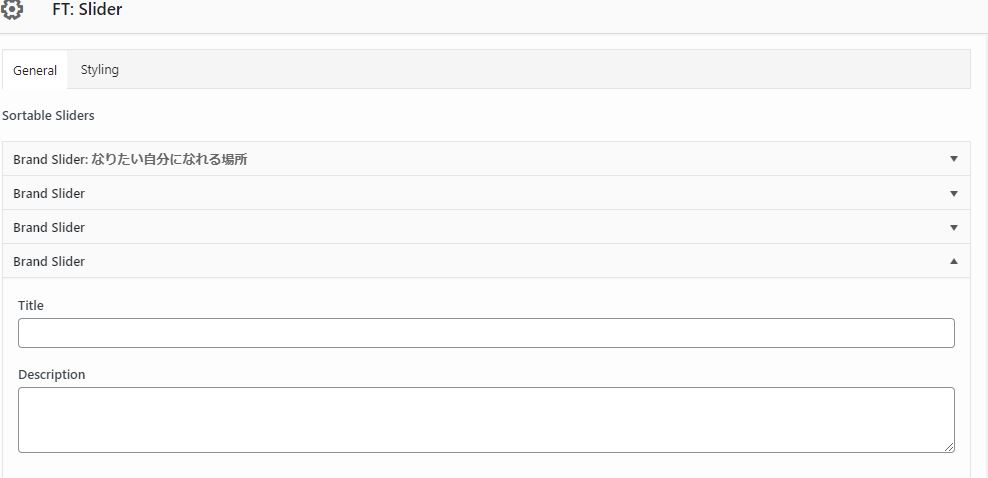 FT: Slider
General
Styling
Sortable Sliders
Brand Slider: なりたい自分になれる場所
Brand Slider
Brand Slider
Brand Slider
Title
Description